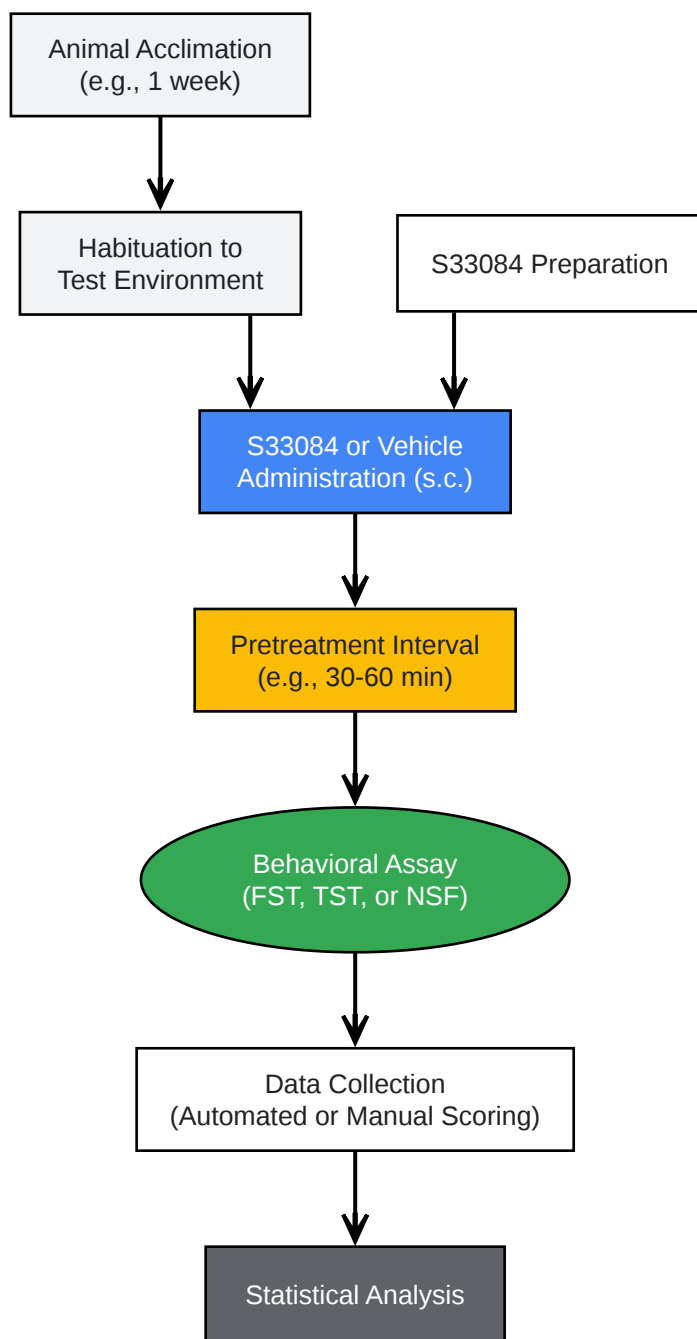 Animal Acclimation
(e.g., 1 week)
Habituation to
Test Environment
S33084 Preparation
S33084 or Vehicle
Administration (s.c.)
Pretreatment Interval
(e.g., 30-60 min)
Behavioral Assay
(FST, TST, or NSF)
Data Collection
(Automated or Manual Scoring)
Statistical Analysis